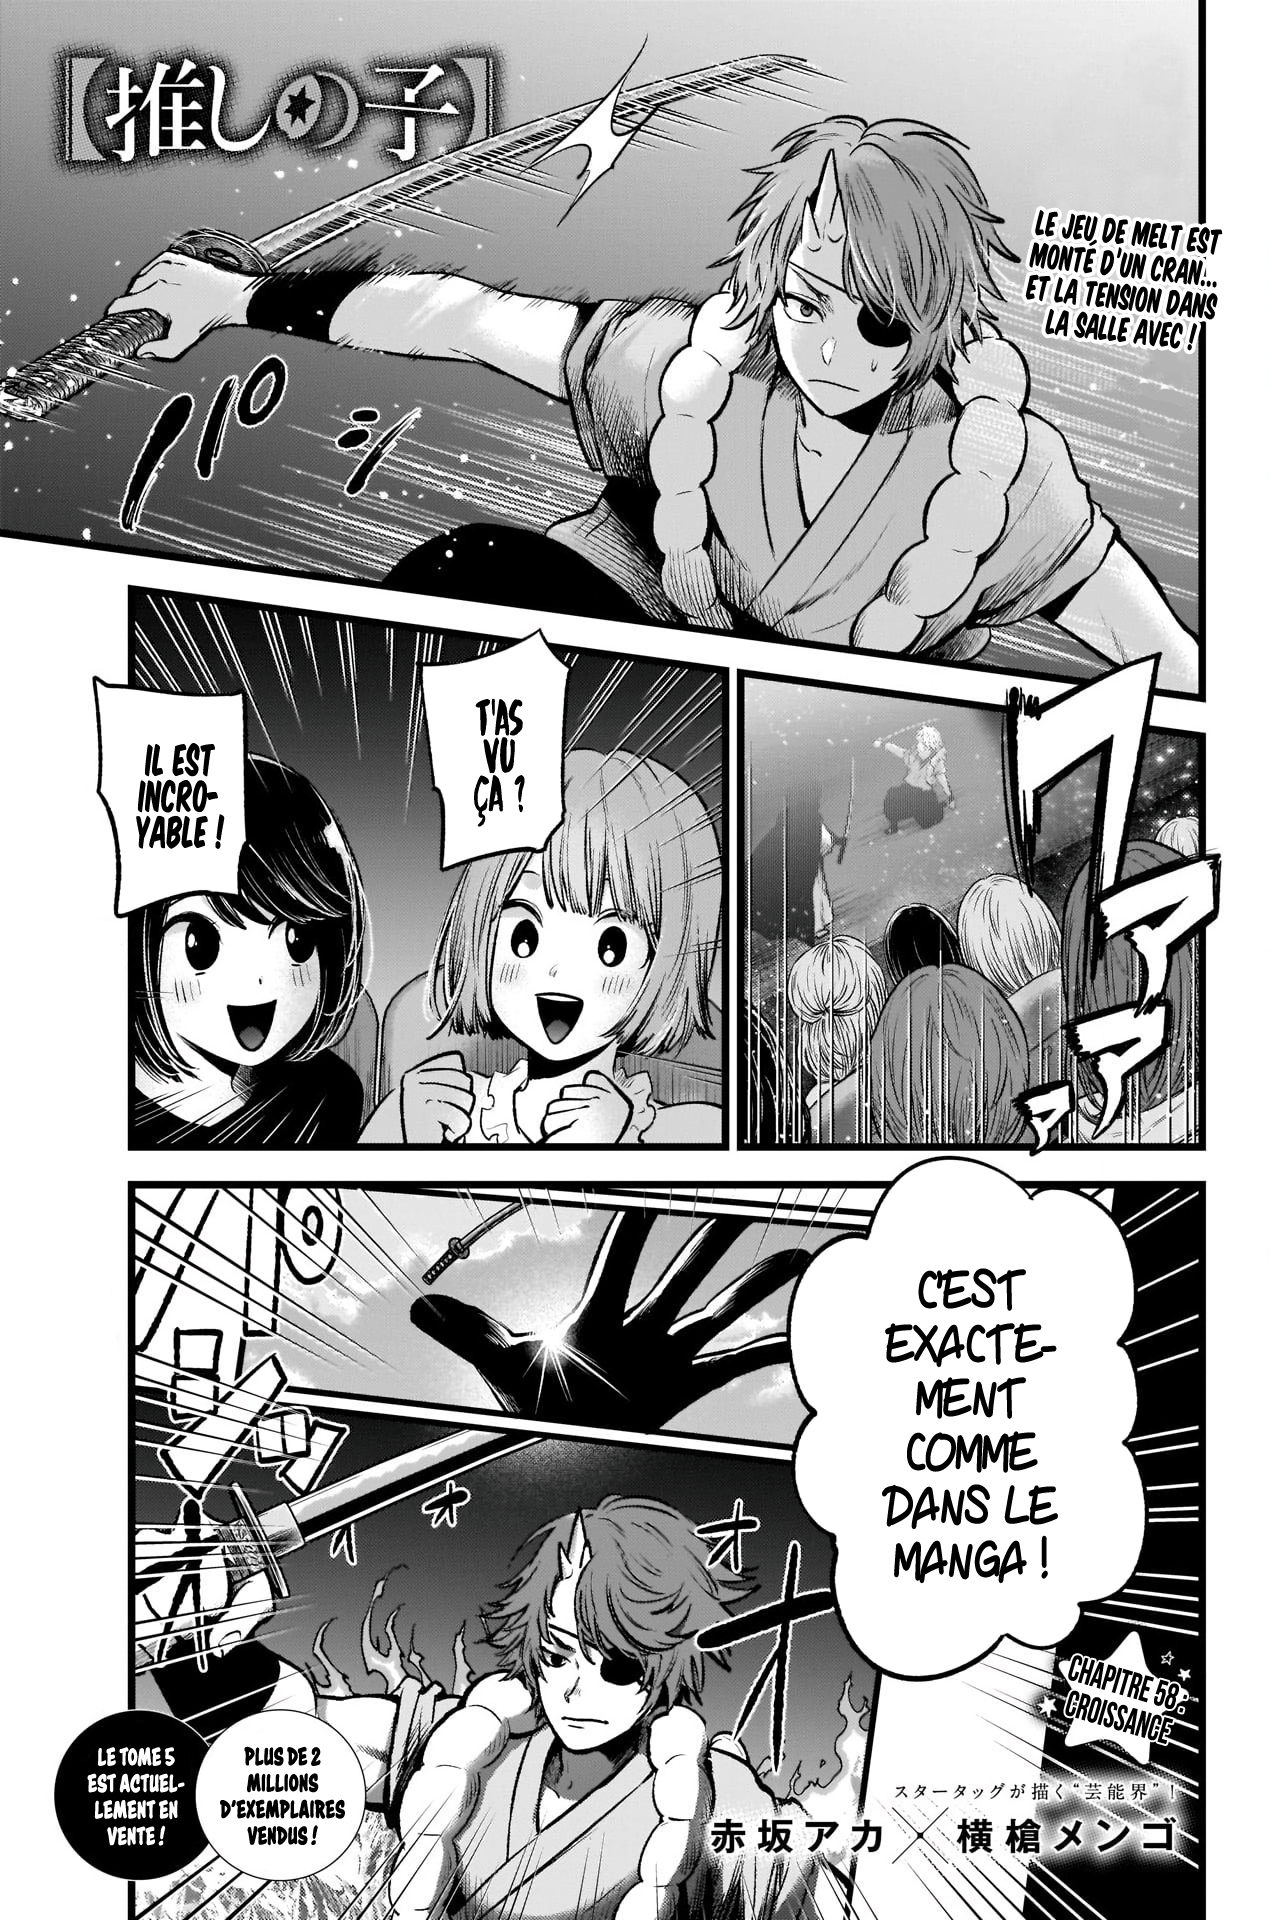 【推しの子】
LE JEU DE MELT EST
MONTÉ D'UN CRAN...
ET LA TENSION DANS
LA SALLE AVEC !
パシ
ワアアア
T'AS
VU
ÇA ?
IL EST
INCRO-
YABLE !
C'EST
EXACTE-
MENT
COMME
DANS LE
MANGA !
CHAPITRE 58 :
CROISSANCE
LE TOME 5
EST ACTUEL-
LEMENT EN
VENTE !
PLUS DE 2
MILLIONS
D'EXEMPLAIRES
VENDUS !
スタータッグが描く“芸能界”！
赤坂アカ×横槍メンゴ